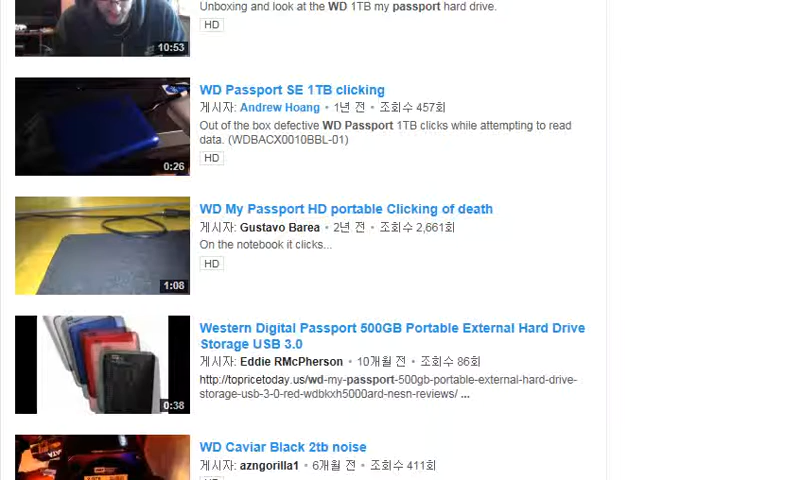 Unboxing and look at the WD 1TB my passport hard drive.
HD
10:53
WD Passport SE 1TB clicking
게시자: Andrew Hoang • 1년 전 • 조회수 457회
Out of the box defective WD Passport 1TB clicks while attempting to read
data. (WDBACX0010BBL-01)
HD
0:26
WD My Passport HD portable Clicking of death
게시자: Gustavo Barea • 2년 전 • 조회수 2,661회
On the notebook it clicks...
HD
1:08
Western Digital Passport 500GB Portable External Hard Drive
Storage USB 3.0
게시자: Eddie RMcPherson • 10개월 전 • 조회수 86회
http://topricetoday.us/wd-my-passport-500gb-portable-external-hard-drive-
storage-usb-3-0-red-wdbkxh5000ard-nesn-reviews/ ...
0:38
WD Caviar Black 2tb noise
게시자: azngorilla1 • 6개월 전 • 조회수 411회